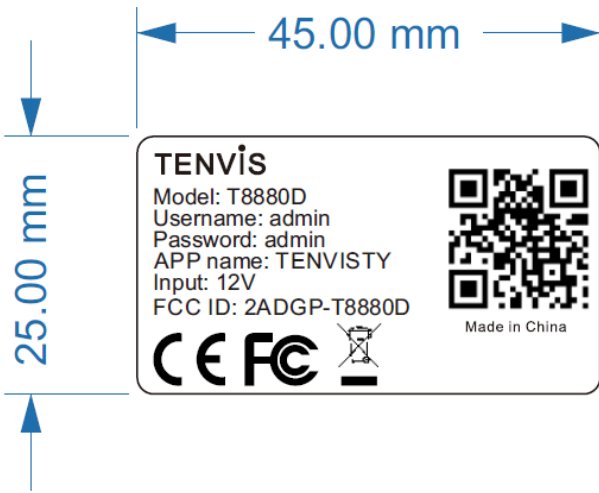 45.00 mm
25.00 mm
TENVIS
Model: T8880D
Username: admin
Password: admin
APP name: TENVISTY
Input: 12V
FCC ID: 2ADGP-T8880D
CE FC
Made in China